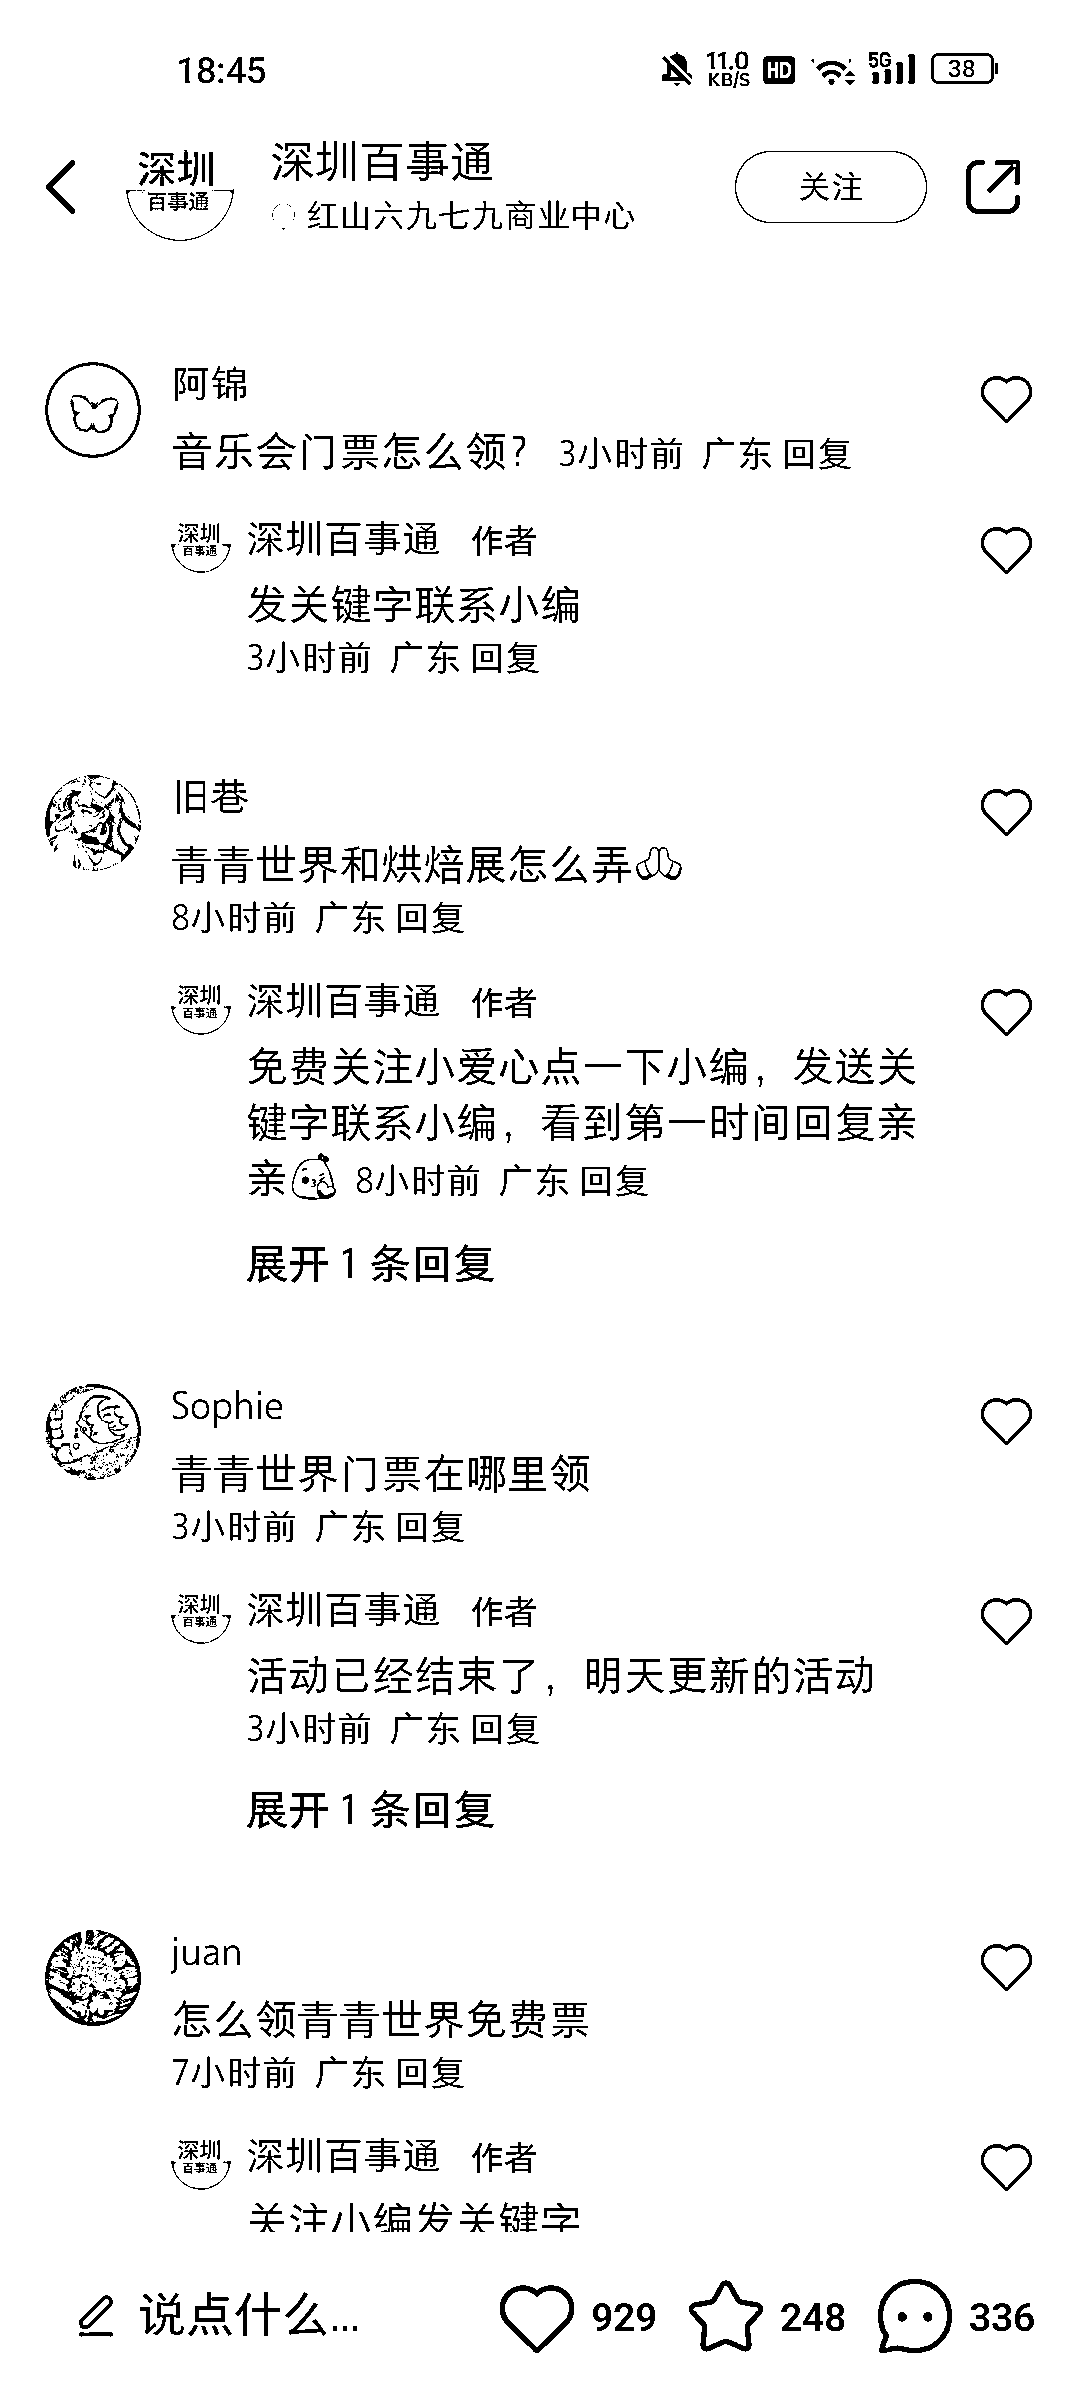 18:45 11.0 KB/S HD 5G 38
深圳 百事通
深圳百事通
红山六九七九商业中心
关注
阿锦
音乐会门票怎么领? 3小时前 广东 回复
深圳 百事通
深圳百事通 作者
发关键字联系小编
3小时前 广东 回复
旧巷
青青世界和烘焙展怎么弄
8小时前 广东 回复
深圳 百事通
深圳百事通 作者
免费关注小爱心点一下小编，发送关
键字联系小编，看到第一时间回复亲
亲 8小时前 广东 回复
展开 1 条回复
Sophie
青青世界门票在哪里领
3小时前 广东 回复
深圳 百事通
深圳百事通 作者
活动已经结束了，明天更新的活动
3小时前 广东 回复
展开 1 条回复
juan
怎么领青青世界免费票
7小时前 广东 回复
深圳 百事通
深圳百事通 作者
关注小编发关键字
说点什么... 929 248 336